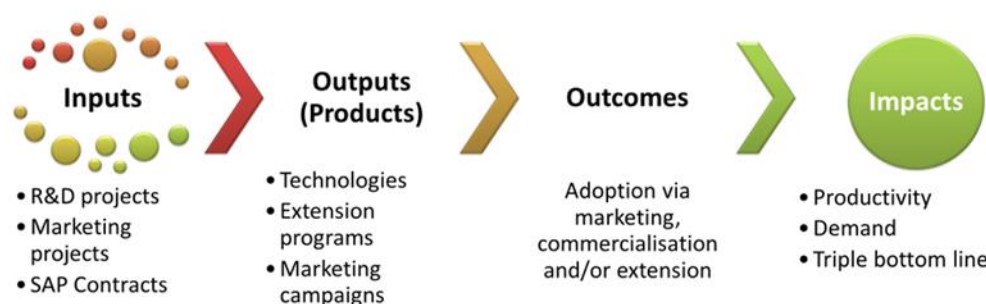 Inputs
• R&D projects
• Marketing
projects
• SAP Contracts
Outputs
(Products)
• Technologies
• Extension
programs
• Marketing
campaigns
Outcomes
Adoption via
marketing,
commercialisation
and/or extension
Impacts
• Productivity
• Demand
• Triple bottom line